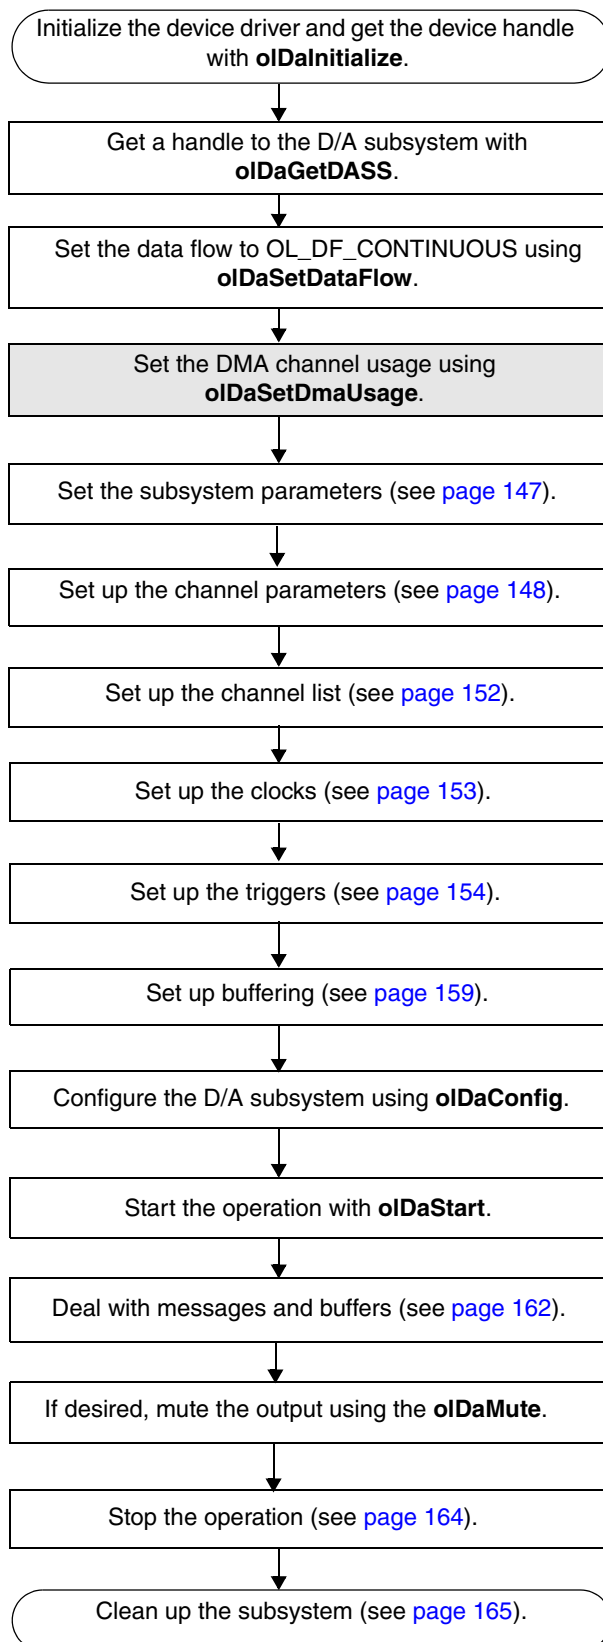 Initialize the device driver and get the device handle
with olDaInitialize.
Get a handle to the D/A subsystem with
olDaGetDASS.
Set the data flow to OL_DF_CONTINUOUS using
olDaSetDataFlow.
Set the DMA channel usage using
olDaSetDmaUsage.
Set the subsystem parameters (see page 147).
Set up the channel parameters (see page 148).
Set up the channel list (see page 152).
Set up the clocks (see page 153).
Set up the triggers (see page 154).
Set up buffering (see page 159).
Configure the D/A subsystem using olDaConfig.
Start the operation with olDaStart.
Deal with messages and buffers (see page 162).
If desired, mute the output using the olDaMute.
Stop the operation (see page 164).
Clean up the subsystem (see page 165).